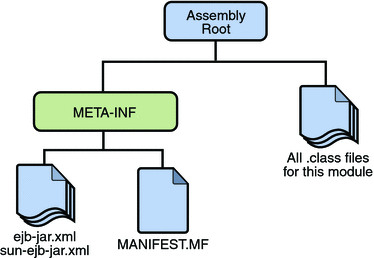 Assembly
Root
META-INF
All .class files
for this module
ejb-jar.xml
sun-ejb-jar.xml
MANIFEST.MF